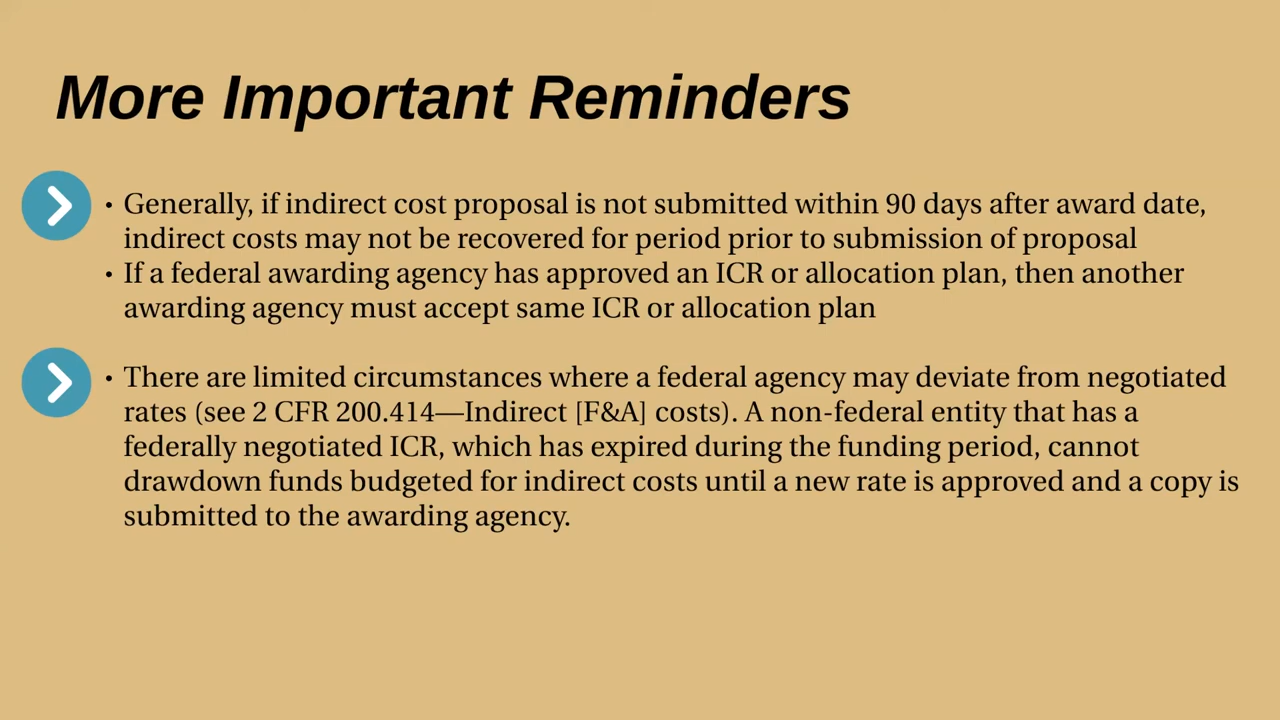 More Important Reminders
• Generally, if indirect cost proposal is not submitted within 90 days after award date,
indirect costs may not be recovered for period prior to submission of proposal
• If a federal awarding agency has approved an ICR or allocation plan, then another
awarding agency must accept same ICR or allocation plan
• There are limited circumstances where a federal agency may deviate from negotiated
rates (see 2 CFR 200.414—Indirect [F&A] costs). A non-federal entity that has a
federally negotiated ICR, which has expired during the funding period, cannot
drawdown funds budgeted for indirect costs until a new rate is approved and a copy is
submitted to the awarding agency.